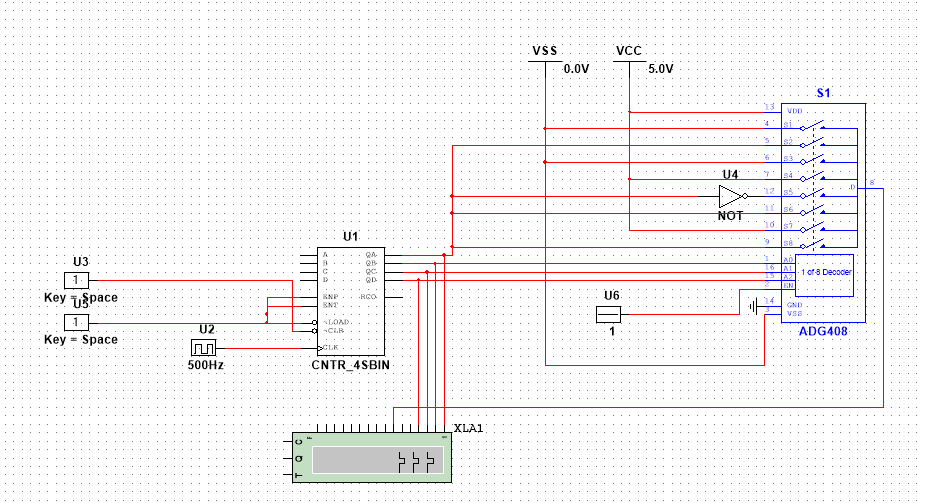 VSS
0.0V
VCC
5.0V
S1
13
VDD
4
S1
5
S2
6
S3
7
S4
U4
NOT
12
S5
11
S6
10
S7
9
S8
D
8
1
A0
16
A1
15
A2
2
EN
1 of 8 Decoder
14
GND
3
VSS
ADG408
U6
1
U1
A
B
C
D
ENP
ENT
~LOAD
~CLR
CLK
QA
QB
QC
QD
RCO
CNTR_4SBIN
U3
1
Key = Space
U5
1
Key = Space
U2
500Hz
XLA1
C
Q
T
F
1